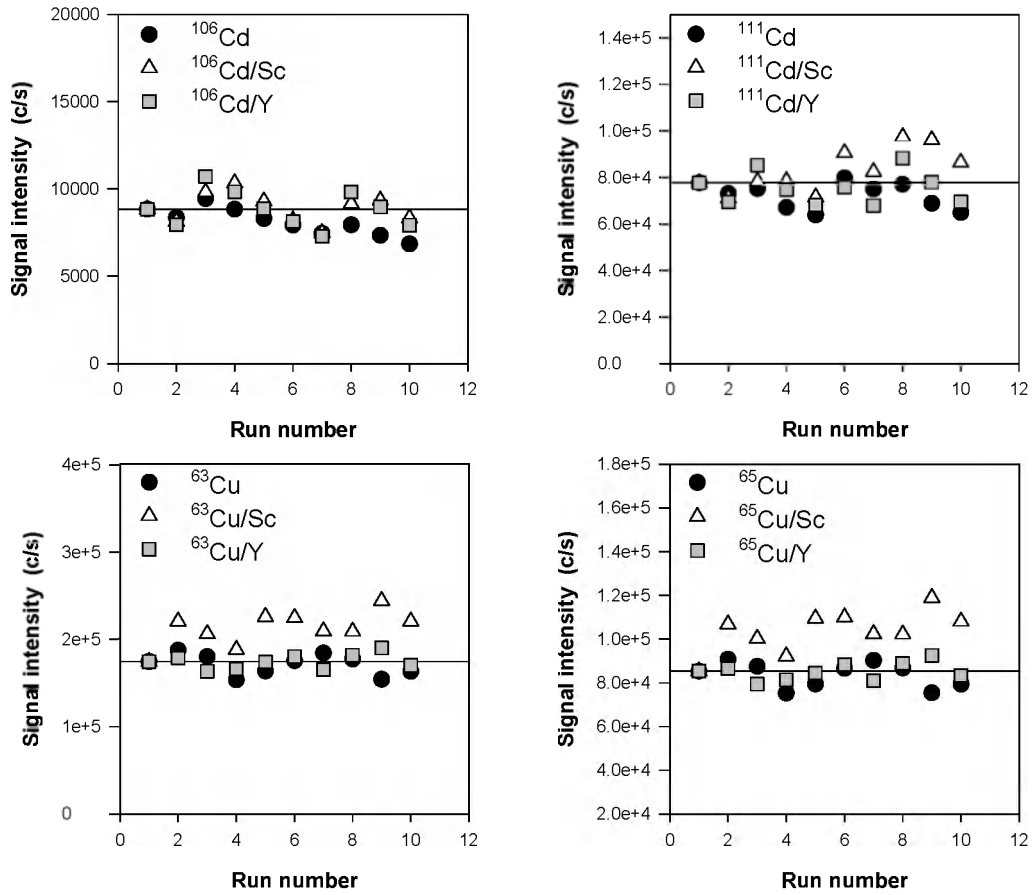 Signal intensity (c/s)
20000
15000
10000
5000
0
¹⁰⁶Cd
¹⁰⁶Cd/Sc
¹⁰⁶Cd/Y
0 2 4 6 8 10 12
Run number
Signal intensity (c/s)
1.4e+5
1.2e+5
1.0e+5
8.0e+4
6.0e+4
4.0e+4
2.0e+4
0.0
¹¹¹Cd
¹¹¹Cd/Sc
¹¹¹Cd/Y
0 2 4 6 8 10 12
Run number
Signal intensity (c/s)
4e+5
3e+5
2e+5
1e+5
0
⁶³Cu
⁶³Cu/Sc
⁶³Cu/Y
0 2 4 6 8 10 12
Run number
Signal intensity (c/s)
1.8e+5
1.6e+5
1.4e+5
1.2e+5
1.0e+5
8.0e+4
6.0e+4
4.0e+4
2.0e+4
⁶⁵Cu
⁶⁵Cu/Sc
⁶⁵Cu/Y
0 2 4 6 8 10 12
Run number